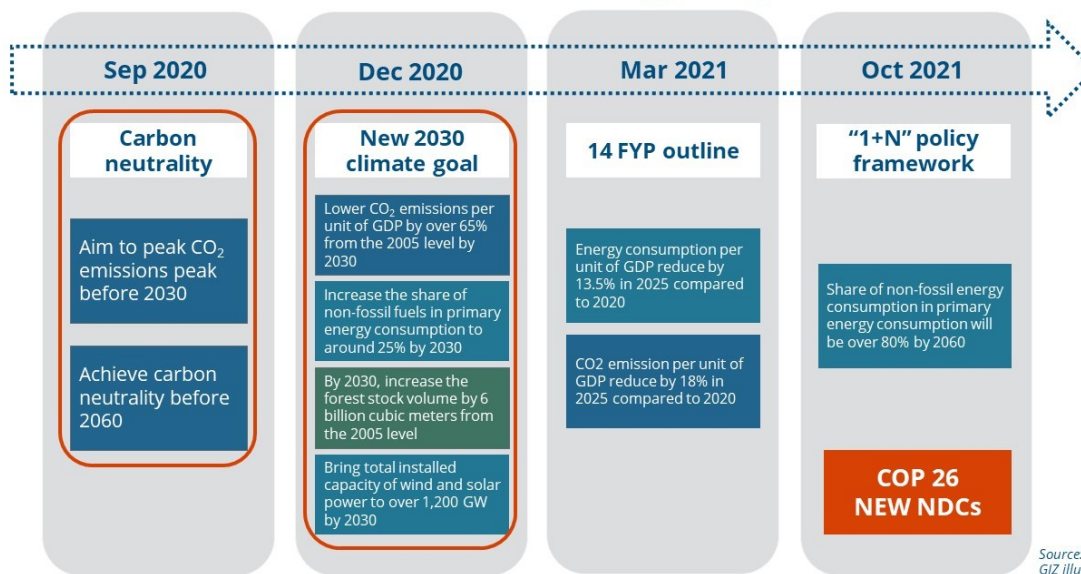 Sep 2020
Dec 2020
Mar 2021
Oct 2021
Carbon
neutrality
Aim to peak CO₂
emissions peak
before 2030
Achieve carbon
neutrality before
2060
New 2030
climate goal
Lower CO₂ emissions per
unit of GDP by over 65%
from the 2005 level by
2030
Increase the share of
non-fossil fuels in primary
energy consumption to
around 25% by 2030
By 2030, increase the
forest stock volume by 6
billion cubic meters from
the 2005 level
Bring total installed
capacity of wind and solar
power to over 1,200 GW
by 2030
14 FYP outline
Energy consumption per
unit of GDP reduce by
13.5% in 2025 compared
to 2020
CO2 emission per unit of
GDP reduce by 18% in
2025 compared to 2020
“1+N” policy
framework
Share of non-fossil energy
consumption in primary
energy consumption will
be over 80% by 2060
COP 26
NEW NDCs
GIZ